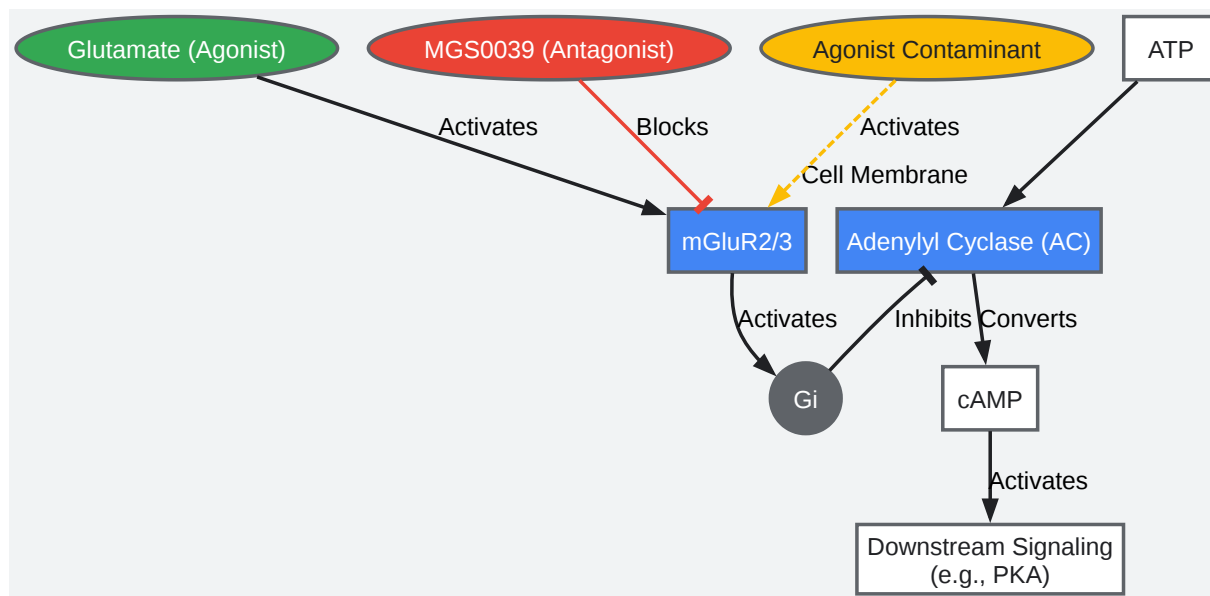 Glutamate (Agonist)
MGS0039 (Antagonist)
Agonist Contaminant
ATP
Activates
Blocks
Activates
Cell Membrane
mGluR2/3
Adenylyl Cyclase (AC)
Activates
Inhibits
Converts
Gi
cAMP
Activates
Downstream Signaling
(e.g., PKA)